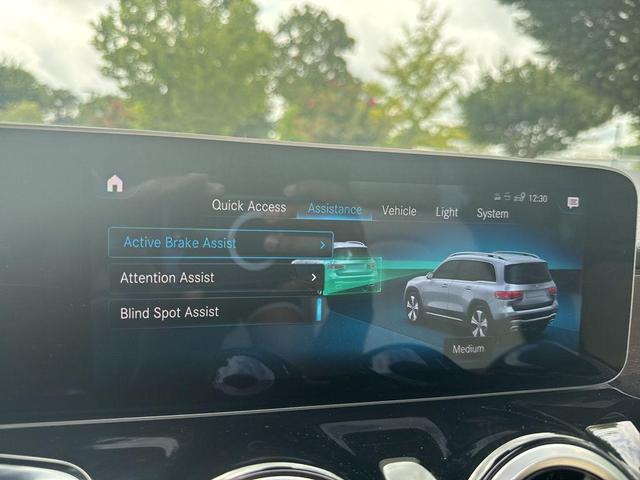 12:30
Quick Access Assistance Vehicle Light System
Active Brake Assist
Attention Assist
Blind Spot Assist
Medium